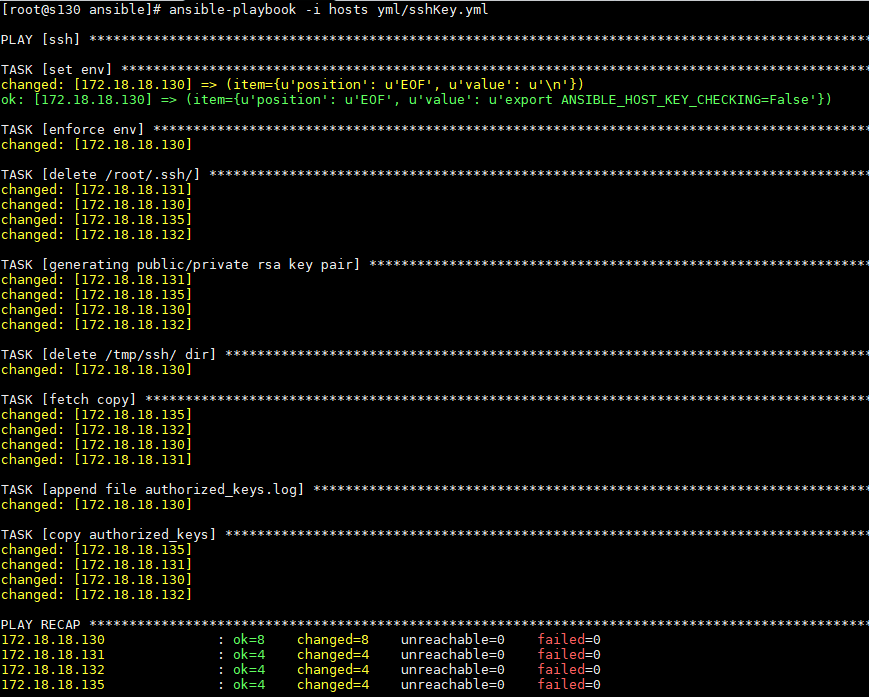 [root@s130 ansible]# ansible-playbook -i hosts yml/sshKey.yml
PLAY [ssh] *************************************************************************************************
TASK [set env] *********************************************************************************************
changed: [172.18.18.130] => (item={u'position': u'EOF', u'value': u'\n'})
ok: [172.18.18.130] => (item={u'position': u'EOF', u'value': u'export ANSIBLE_HOST_KEY_CHECKING=False'})
TASK [enforce env] *****************************************************************************************
changed: [172.18.18.130]
TASK [delete /root/.ssh/] **********************************************************************************
changed: [172.18.18.131]
changed: [172.18.18.130]
changed: [172.18.18.135]
changed: [172.18.18.132]
TASK [generating public/private rsa key pair] **************************************************************
changed: [172.18.18.131]
changed: [172.18.18.135]
changed: [172.18.18.130]
changed: [172.18.18.132]
TASK [delete /tmp/ssh/ dir] ********************************************************************************
changed: [172.18.18.130]
TASK [fetch copy] ******************************************************************************************
changed: [172.18.18.135]
changed: [172.18.18.132]
changed: [172.18.18.130]
changed: [172.18.18.131]
TASK [append file authorized_keys.log] *********************************************************************
changed: [172.18.18.130]
TASK [copy authorized_keys] ********************************************************************************
changed: [172.18.18.135]
changed: [172.18.18.131]
changed: [172.18.18.130]
changed: [172.18.18.132]
PLAY RECAP *************************************************************************************************
172.18.18.130 : ok=8 changed=8 unreachable=0 failed=0
172.18.18.131 : ok=4 changed=4 unreachable=0 failed=0
172.18.18.132 : ok=4 changed=4 unreachable=0 failed=0
172.18.18.135 : ok=4 changed=4 unreachable=0 failed=0